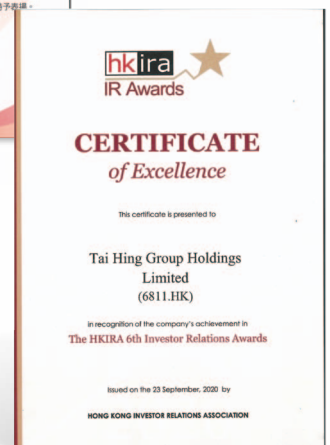 hkira
IR Awards
CERTIFICATE
of Excellence
This certificate is presented to
Tai Hing Group Holdings
Limited
(6811.HK)
in recognition of the company's achievement in
The HKIRA 6th Investor Relations Awards
Issued on the 23 September, 2020 by
HONG KONG INVESTOR RELATIONS ASSOCIATION